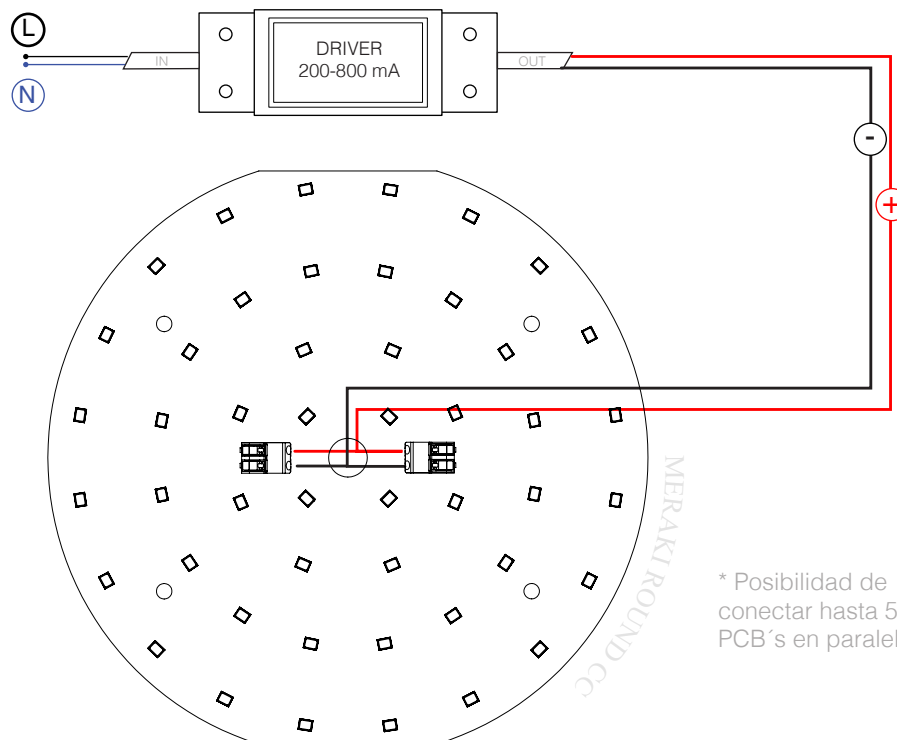 L
IN
DRIVER
200-800 mA
OUT
N
-
+
MERAKI ROUND CC
* Posibilidad de
conectar hasta 5
PCB´s en paralel